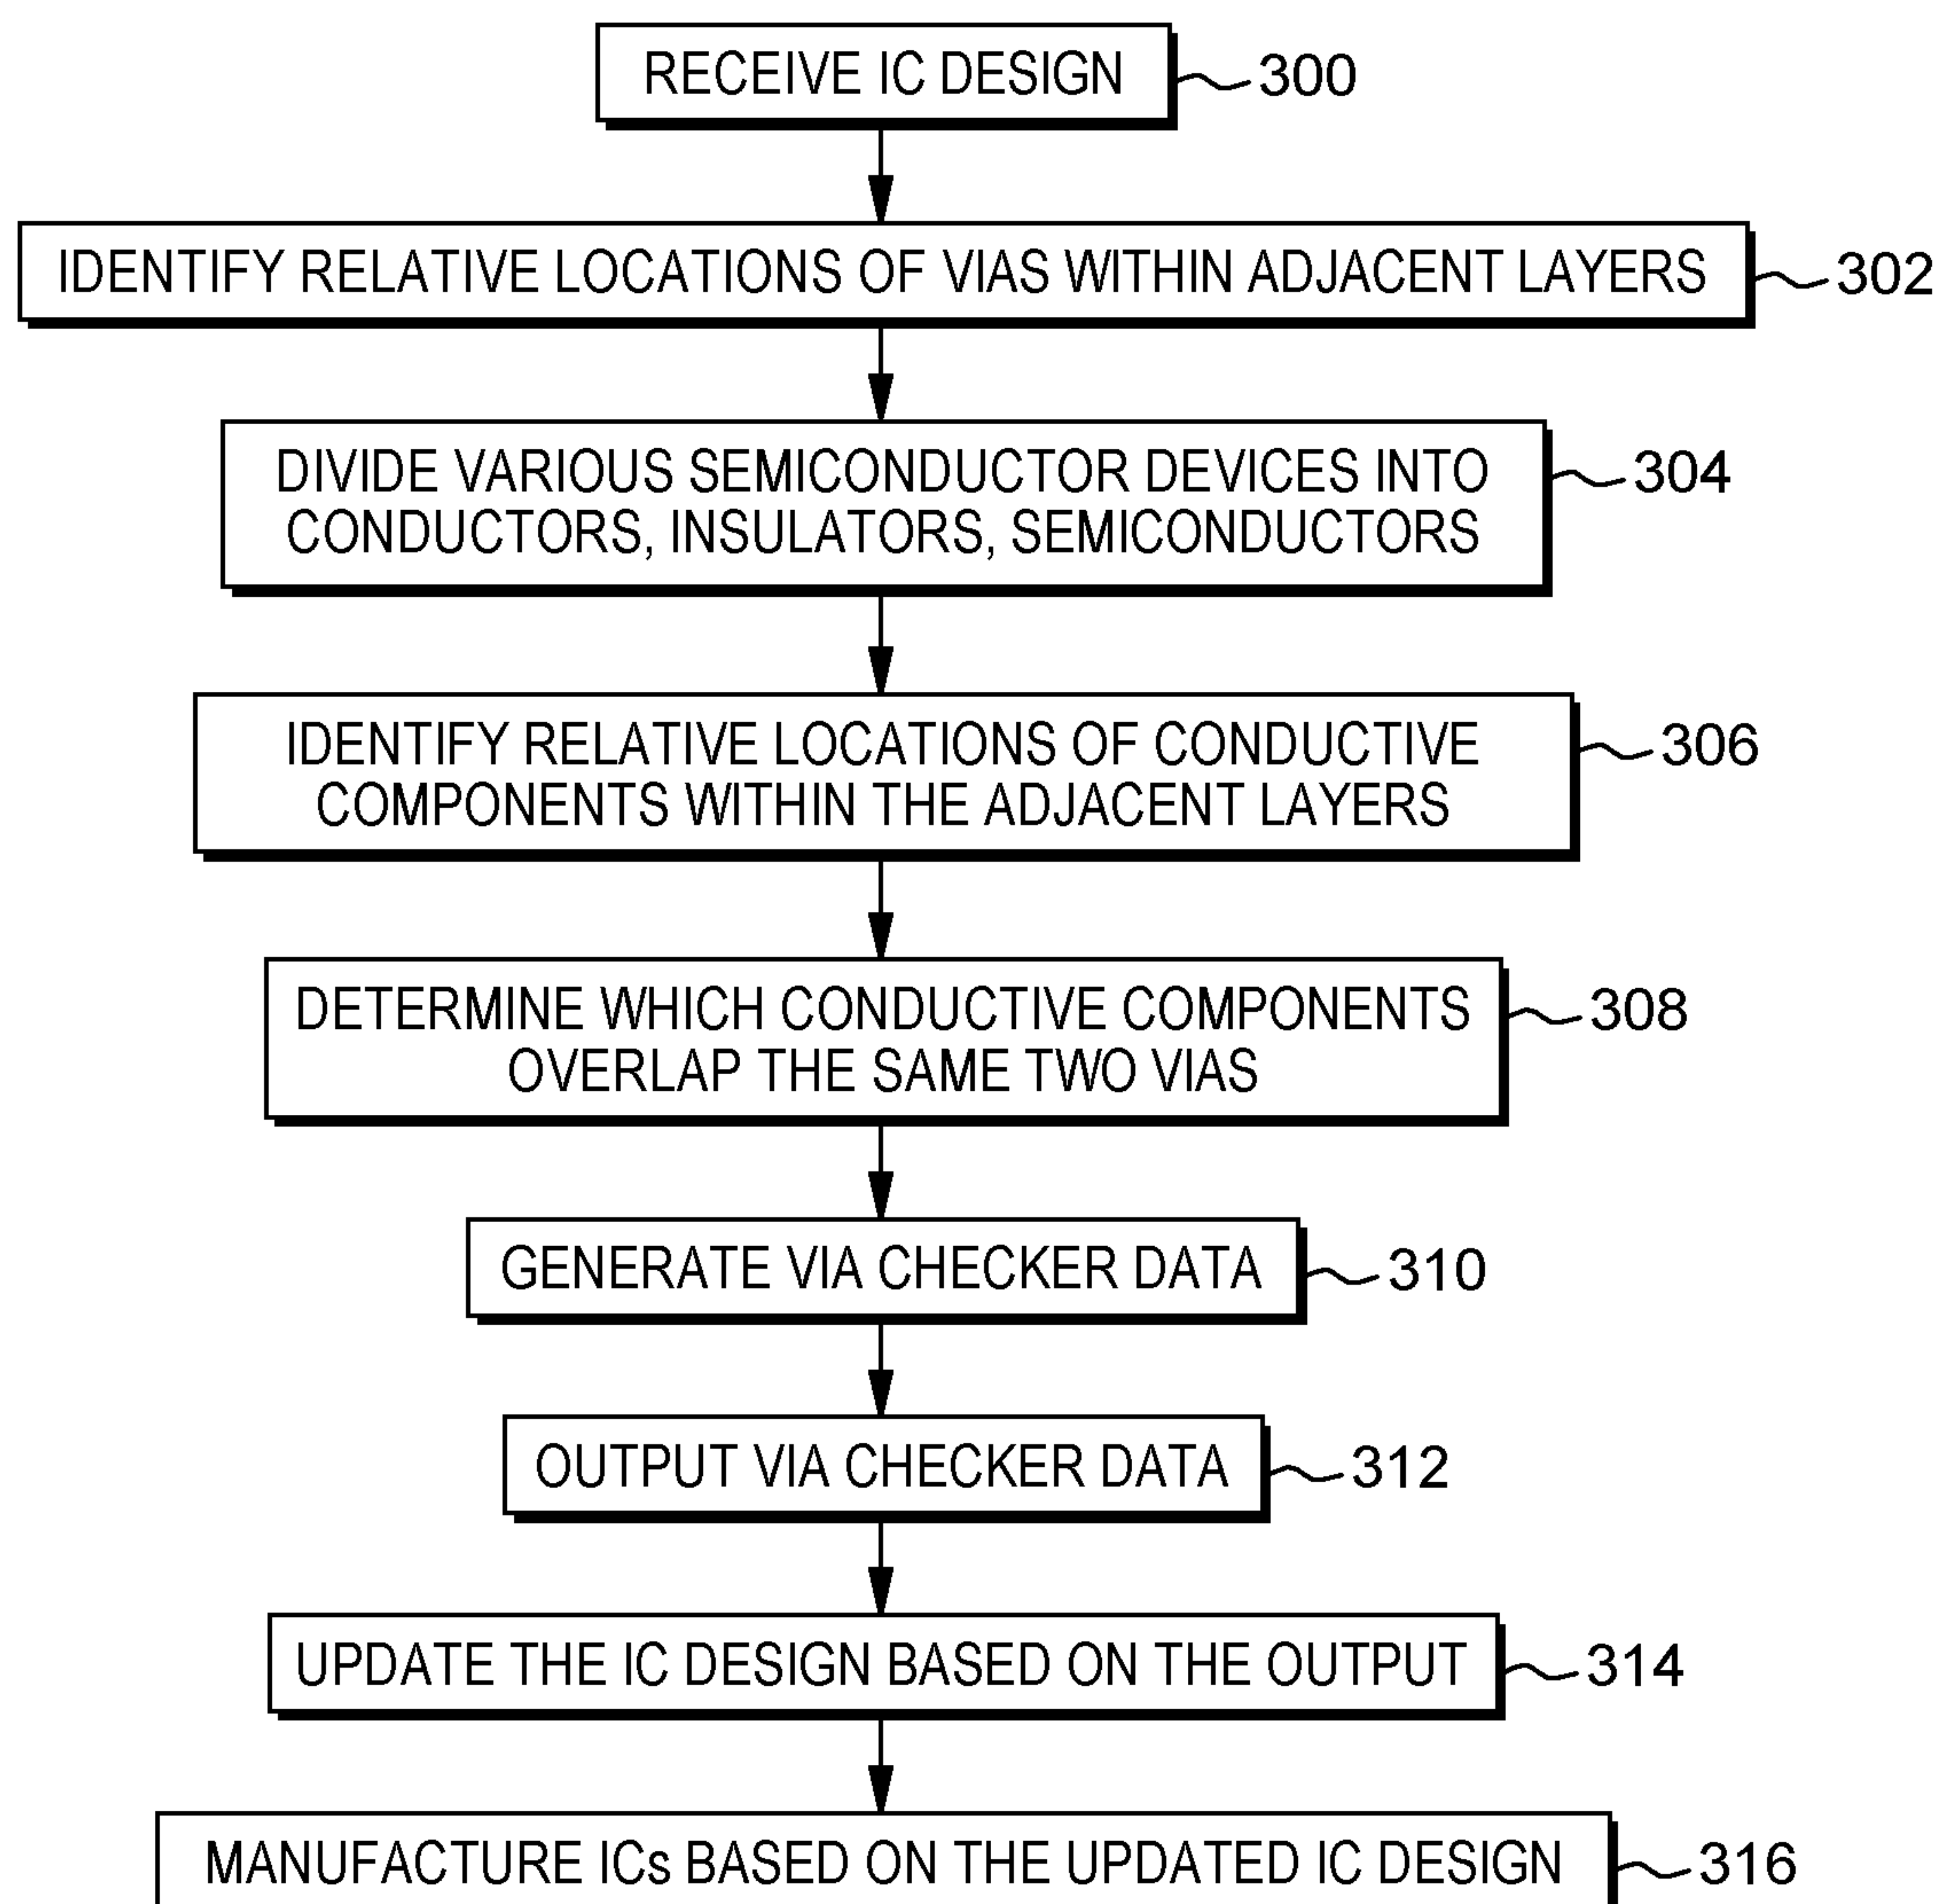 RECEIVE IC DESIGN
300
IDENTIFY RELATIVE LOCATIONS OF VIAS WITHIN ADJACENT LAYERS
302
DIVIDE VARIOUS SEMICONDUCTOR DEVICES INTO
CONDUCTORS, INSULATORS, SEMICONDUCTORS
304
IDENTIFY RELATIVE LOCATIONS OF CONDUCTIVE
COMPONENTS WITHIN THE ADJACENT LAYERS
306
DETERMINE WHICH CONDUCTIVE COMPONENTS
OVERLAP THE SAME TWO VIAS
308
GENERATE VIA CHECKER DATA
310
OUTPUT VIA CHECKER DATA
312
UPDATE THE IC DESIGN BASED ON THE OUTPUT
314
MANUFACTURE ICs BASED ON THE UPDATED IC DESIGN
316